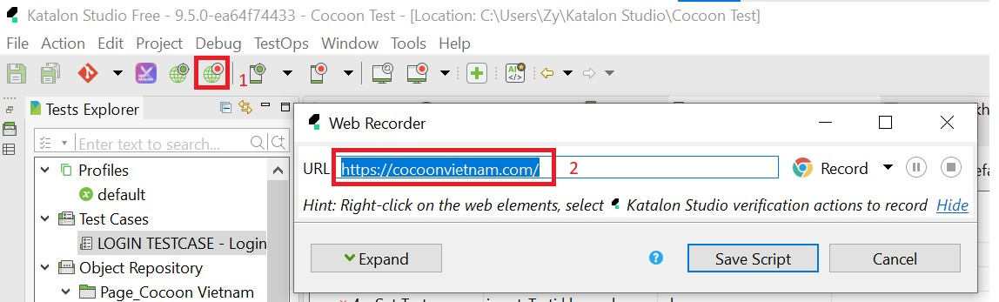 Katalon Studio Free - 9.5.0-ea64f74433 - Cocoon Test - [Location: C:\Users\Zy\Katalon Studio\Cocoon Test]
File Action Edit Project Debug TestOps Window Tools Help
1
AI
Tests Explorer
Enter text to search...
Profiles
x default
Test Cases
LOGIN TESTCASE - Login
Object Repository
Page_Cocoon Vietnam
Web Recorder
URL https://cocoonvietnam.com/ 2 Record
Hint: Right-click on the web elements, select Katalon Studio verification actions to record Hide
Expand ? Save Script Cancel